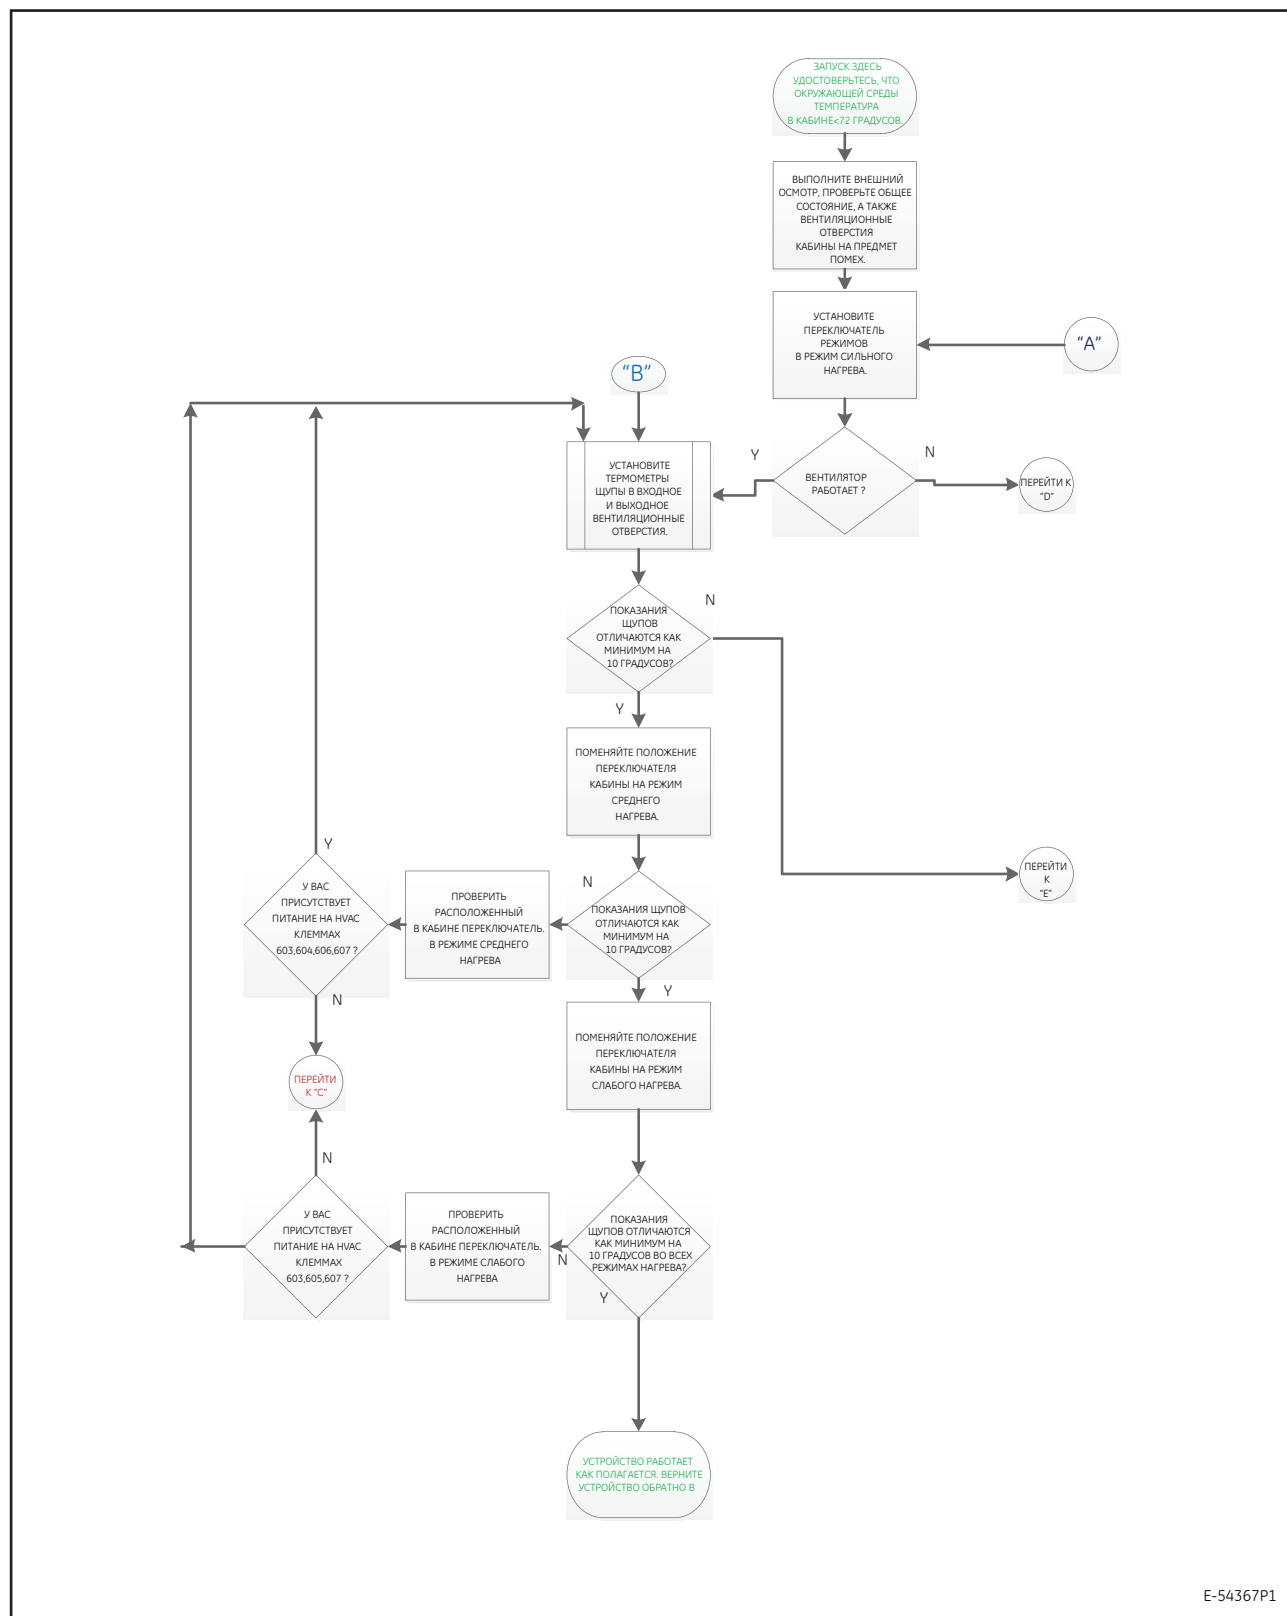 ЗАПУСК ЗДЕСЬ
УДОСТОВЕРЬТЕСЬ, ЧТО
ОКРУЖАЮЩЕЙ СРЕДЫ
ТЕМПЕРАТУРА
В КАБИНЕ<72 ГРАДУСОВ.
ВЫПОЛНИТЕ ВНЕШНИЙ
ОСМОТР, ПРОВЕРЬТЕ ОБЩЕЕ
СОСТОЯНИЕ, А ТАКЖЕ
ВЕНТИЛЯЦИОННЫЕ
ОТВЕРСТИЯ
КАБИНЫ НА ПРЕДМЕТ
ПОМЕХ.
УСТАНОВИТЕ
ПЕРЕКЛЮЧАТЕЛЬ
РЕЖИМОВ
В РЕЖИМ СИЛЬНОГО
НАГРЕВА.
"A"
"B"
ВЕНТИЛЯТОР
РАБОТАЕТ ?
Y
N
ПЕРЕЙТИ К
"D"
УСТАНОВИТЕ
ТЕРМОМЕТРЫ
ЩУПЫ В ВХОДНОЕ
И ВЫХОДНОЕ
ВЕНТИЛЯЦИОННЫЕ
ОТВЕРСТИЯ.
ПОКАЗАНИЯ
ЩУПОВ
ОТЛИЧАЮТСЯ КАК
МИНИМУМ НА
10 ГРАДУСОВ?
N
Y
ПОМЕНЯЙТЕ ПОЛОЖЕНИЕ
ПЕРЕКЛЮЧАТЕЛЯ
КАБИНЫ НА РЕЖИМ
СРЕДНЕГО
НАГРЕВА.
ПЕРЕЙТИ
К
"E"
ПОКАЗАНИЯ ЩУПОВ
ОТЛИЧАЮТСЯ КАК
МИНИМУМ НА
10 ГРАДУСОВ?
N
Y
ПРОВЕРИТЬ
РАСПОЛОЖЕННЫЙ
В КАБИНЕ ПЕРЕКЛЮЧАТЕЛЬ.
В РЕЖИМЕ СРЕДНЕГО
НАГРЕВА
У ВАС
ПРИСУТСТВУЕТ
ПИТАНИЕ НА HVAC
КЛЕММАХ
603,604,606,607 ?
Y
N
ПЕРЕЙТИ
К "C"
ПОМЕНЯЙТЕ ПОЛОЖЕНИЕ
ПЕРЕКЛЮЧАТЕЛЯ
КАБИНЫ НА РЕЖИМ
СЛАБОГО НАГРЕВА.
ПОКАЗАНИЯ
ЩУПОВ ОТЛИЧАЮТСЯ
КАК МИНИМУМ НА
10 ГРАДУСОВ ВО ВСЕХ
РЕЖИМАХ НАГРЕВА?
N
Y
ПРОВЕРИТЬ
РАСПОЛОЖЕННЫЙ
В КАБИНЕ ПЕРЕКЛЮЧАТЕЛЬ.
В РЕЖИМЕ СЛАБОГО
НАГРЕВА
У ВАС
ПРИСУТСТВУЕТ
ПИТАНИЕ НА HVAC
КЛЕММАХ
603,605,607 ?
N
УСТРОЙСТВО РАБОТАЕТ
КАК ПОЛАГАЕТСЯ. ВЕРНИТЕ
УСТРОЙСТВО ОБРАТНО В
E-54367P1